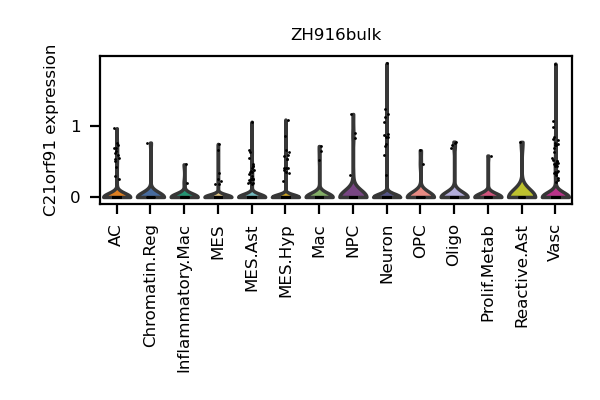 ZH916bulk
C21orf91 expression
1
0
AC
Chromatin.Reg
Inflammatory.Mac
MES
MES.Ast
MES.Hyp
Mac
NPC
Neuron
OPC
Oligo
Prolif.Metab
Reactive.Ast
Vasc